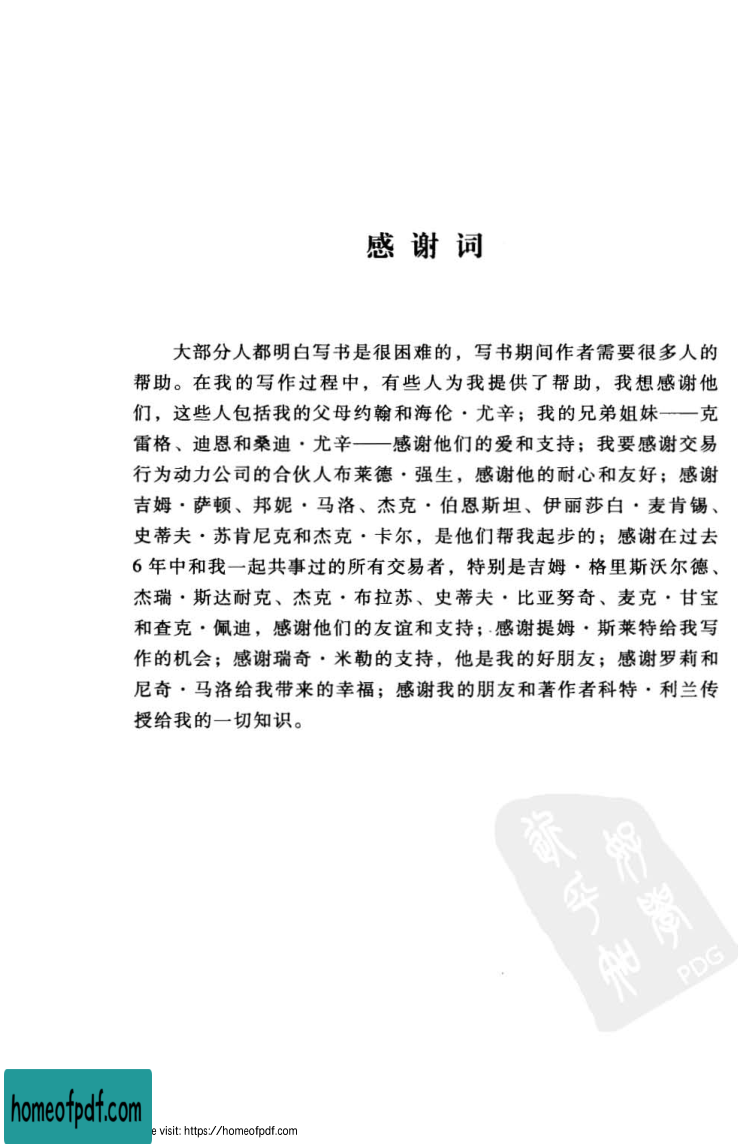 感谢词
大部分人都明白写书是很困难的，写书期间作者需要很多人的
帮助。在我的写作过程中，有些人为我提供了帮助，我想感谢他
们，这些人包括我的父母约翰和海伦·尤辛；我的兄弟姐妹——克
雷格、迪恩和桑迪·尤辛——感谢他们的爱和支持；我要感谢交易
行为动力公司的合伙人布莱德·强生，感谢他的耐心和友好；感谢
吉姆·萨顿、邦妮·马洛、杰克·伯恩斯坦、伊丽莎白·麦肯锡、
史蒂夫·苏肯尼克和杰克·卡尔，是他们帮我起步的；感谢在过去
6 年中和我一起共事过的所有交易者，特别是吉姆·格里斯沃尔德、
杰瑞·斯达耐克、杰克·布拉苏、史蒂夫·比亚努奇、麦克·甘宝
和查克·佩迪，感谢他们的友谊和支持；感谢提姆·斯莱特给我写
作的机会；感谢瑞奇·米勒的支持，他是我的好朋友；感谢罗莉和
尼奇·马洛给我带来的幸福；感谢我的朋友和著作者科特·利兰传
授给我的一切知识。
PDG
homeofpdf.com
e visit: https://homeofpdf.com